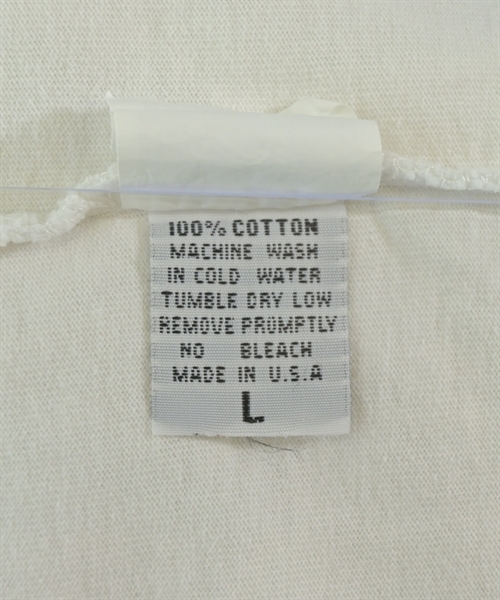 100% COTTON
MACHINE WASH
IN COLD WATER
TUMBLE DRY LOW
REMOVE PROMPTLY
NO BLEACH
MADE IN U.S.A
L